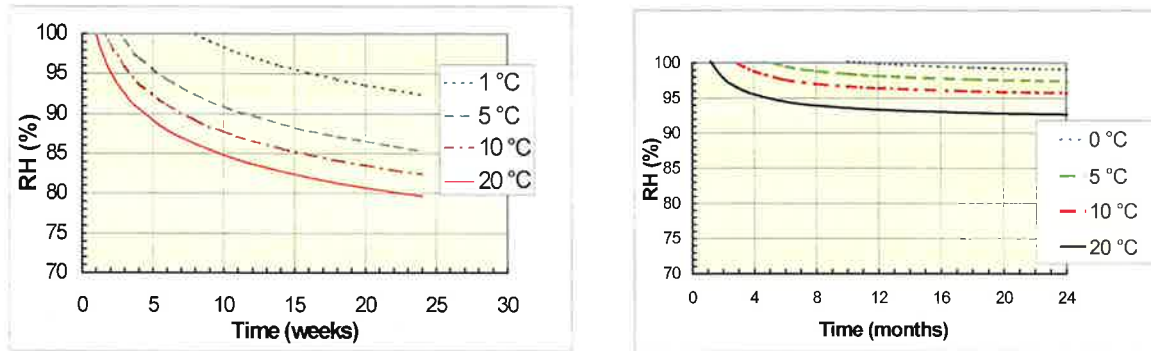 RH (%)
100
95
90
85
80
75
70
0 5 10 15 20 25 30
Time (weeks)
1 °C
5 °C
10 °C
20 °C
RH (%)
100
95
90
85
80
75
70
0 4 8 12 16 20 24
Time (months)
0 °C
5 °C
10 °C
20 °C